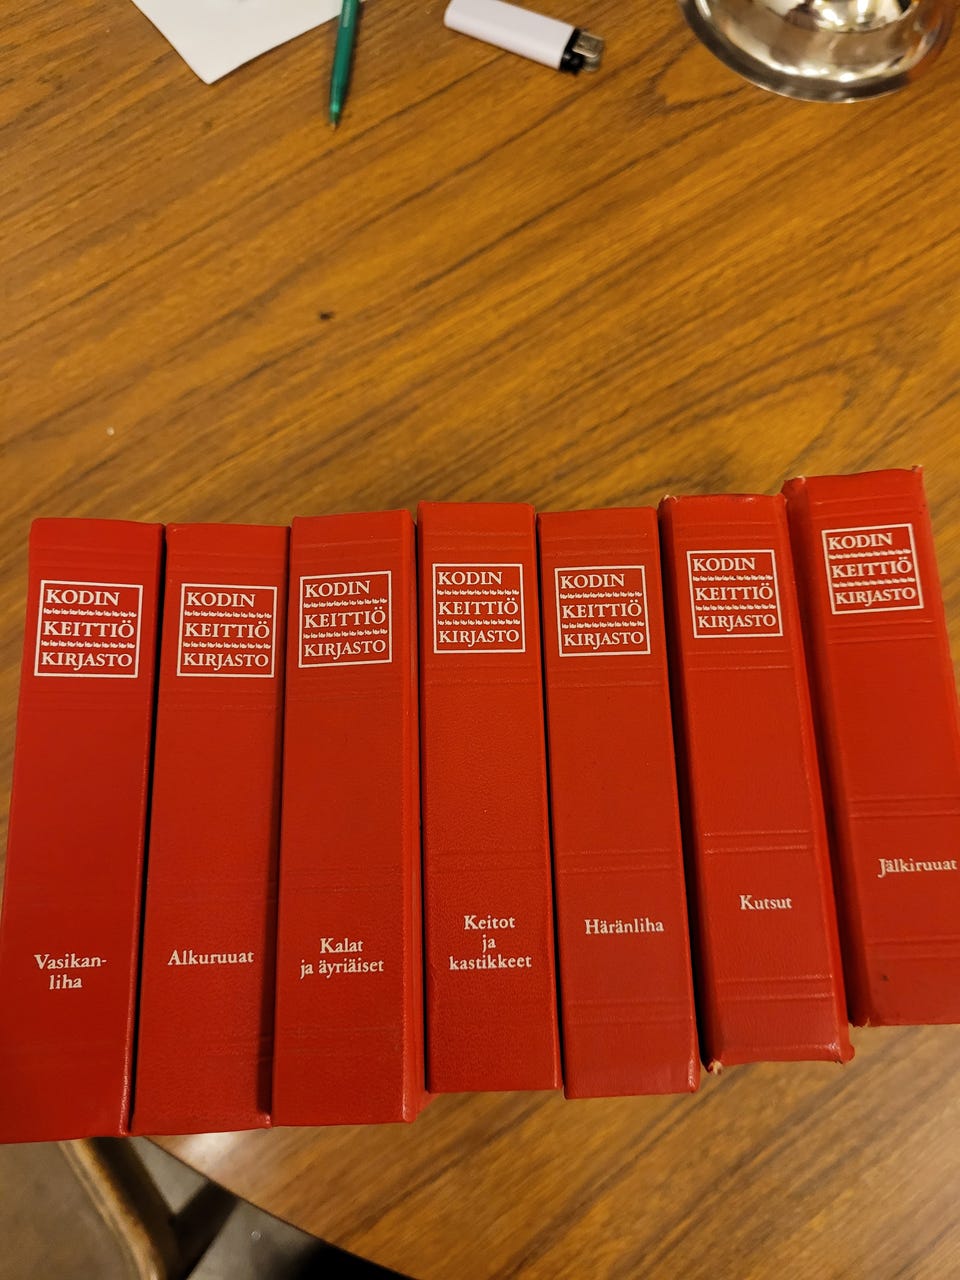 KODIN
KEITTIÖ
KIRJASTO
Vasikan-
liha
KODIN
KEITTIÖ
KIRJASTO
Alkuruuat
KODIN
KEITTIÖ
KIRJASTO
Kalat
ja äyriäiset
KODIN
KEITTIÖ
KIRJASTO
Keitot
ja
kastikkeet
KODIN
KEITTIÖ
KIRJASTO
Häränliha
KODIN
KEITTIÖ
KIRJASTO
Kutsut
KODIN
KEITTIÖ
KIRJASTO
Jälkiruuat